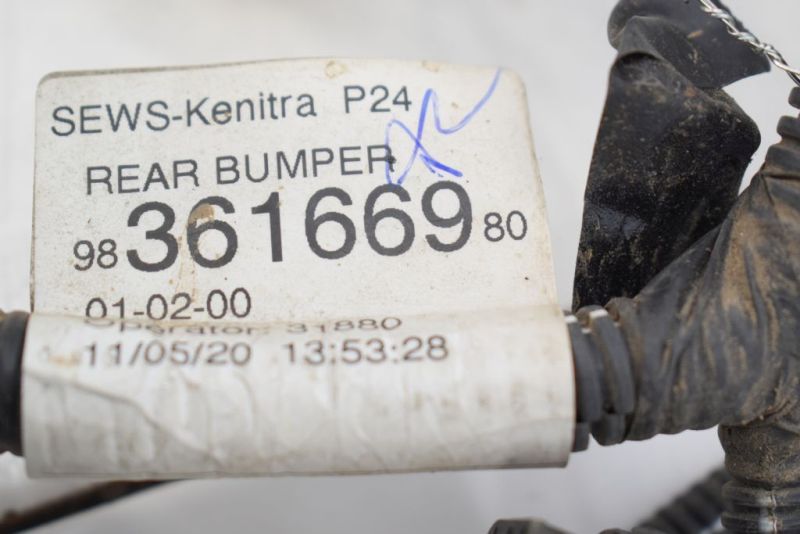 SEWS-Kenitra P24
REAR BUMPER
98 361669 80
01-02-00
Operator 31880
11/05/20 13:53:28